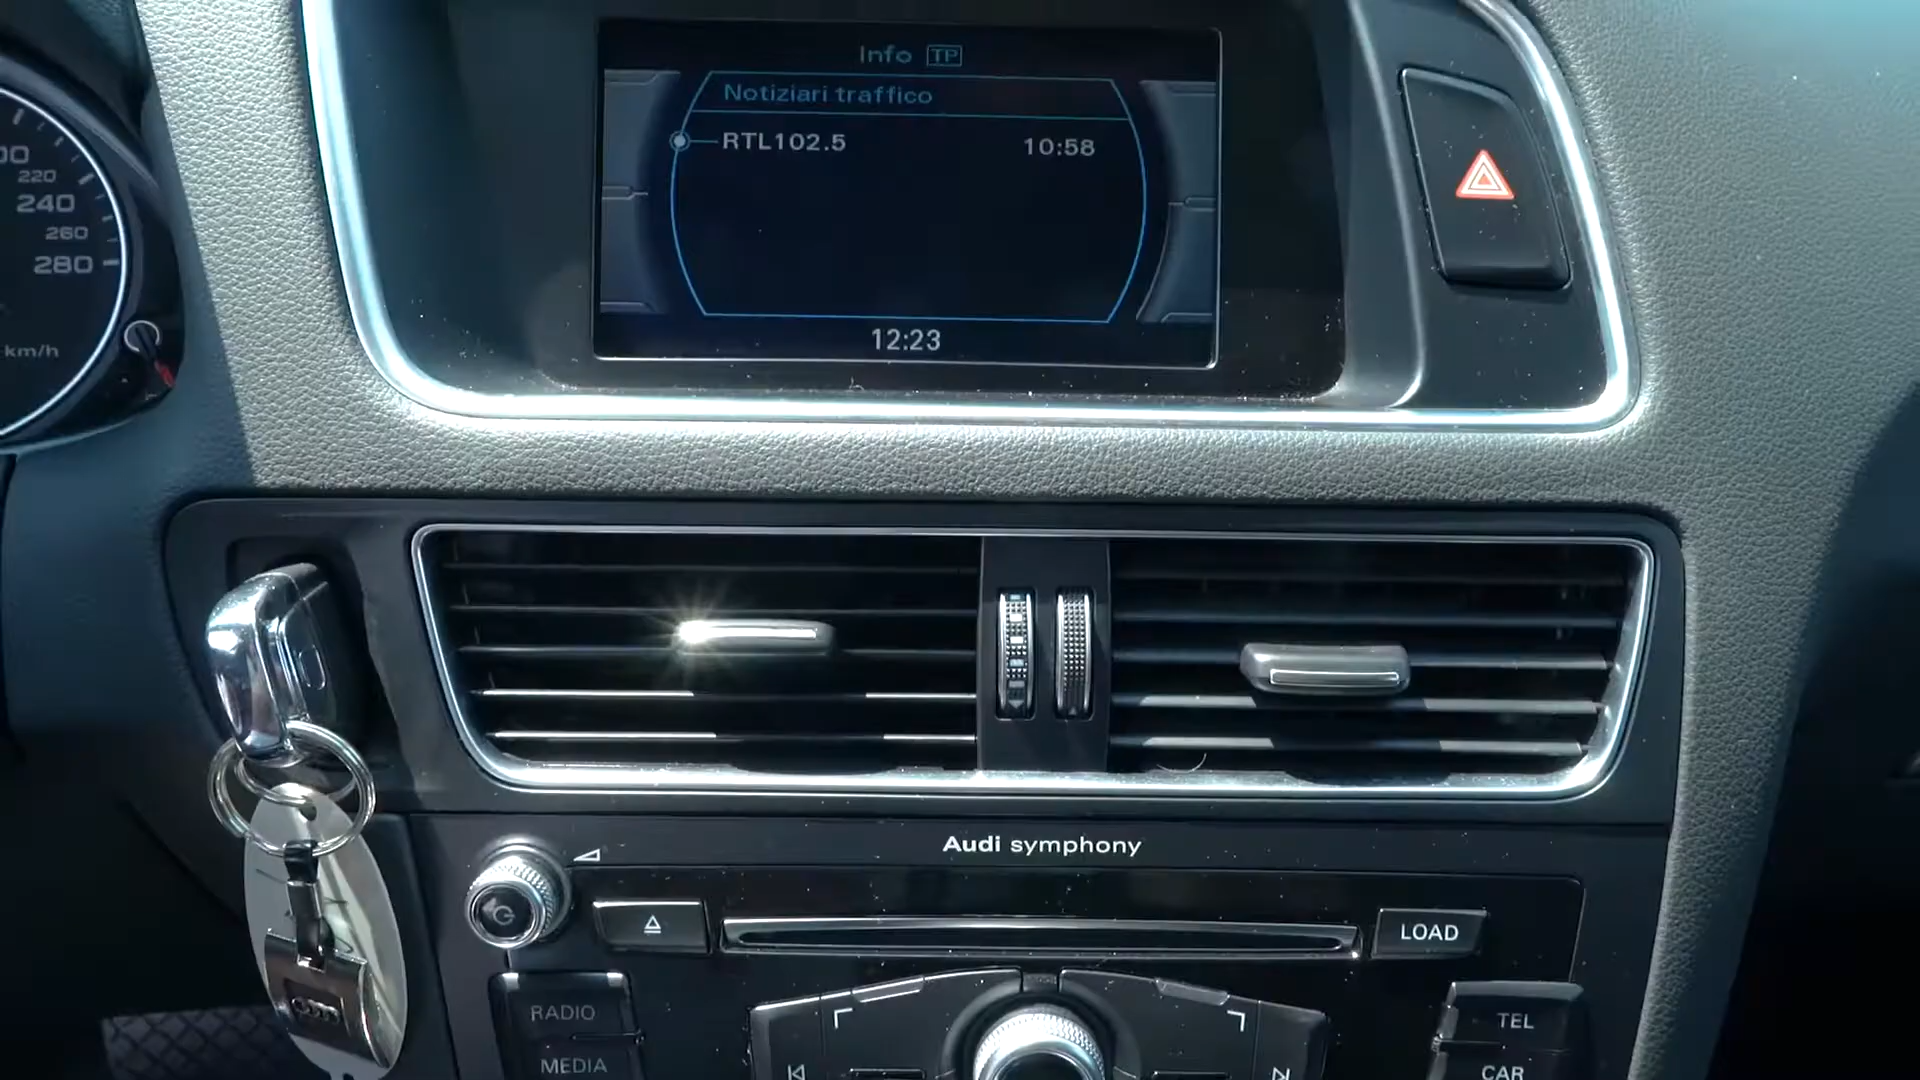 Info TP
Notiziari traffico
RTL102.5 10:58
12:23
220
240
260
280
km/h
Audi symphony
LOAD
RADIO
MEDIA
TEL
CAR